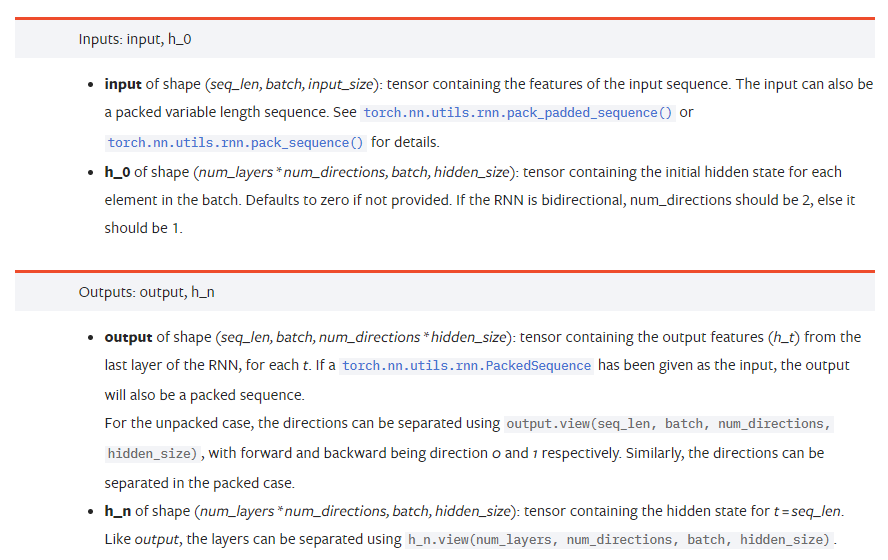 Inputs: input, h_0
• input of shape (seq_len, batch, input_size): tensor containing the features of the input sequence. The input can also be
a packed variable length sequence. See torch.nn.utils.rnn.pack_padded_sequence() or
torch.nn.utils.rnn.pack_sequence() for details.
• h_0 of shape (num_layers * num_directions, batch, hidden_size): tensor containing the initial hidden state for each
element in the batch. Defaults to zero if not provided. If the RNN is bidirectional, num_directions should be 2, else it
should be 1.
Outputs: output, h_n
• output of shape (seq_len, batch, num_directions * hidden_size): tensor containing the output features (h_t) from the
last layer of the RNN, for each t. If a torch.nn.utils.rnn.PackedSequence has been given as the input, the output
will also be a packed sequence.
For the unpacked case, the directions can be separated using output.view(seq_len, batch, num_directions,
hidden_size), with forward and backward being direction 0 and 1 respectively. Similarly, the directions can be
separated in the packed case.
• h_n of shape (num_layers * num_directions, batch, hidden_size): tensor containing the hidden state for t = seq_len.
Like output, the layers can be separated using h_n.view(num_layers, num_directions, batch, hidden_size).